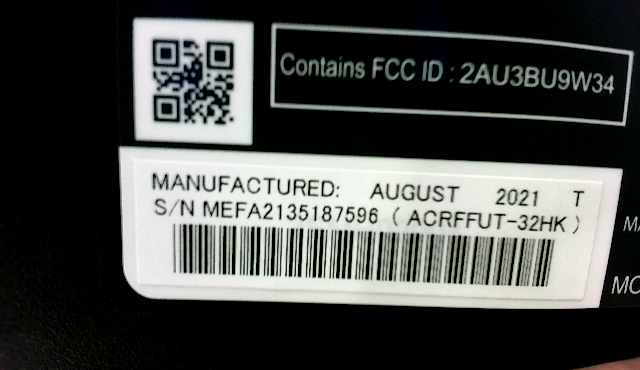 Contains FCC ID : 2AU3BU9W34
MANUFACTURED: AUGUST 2021 T
S/N MEFA2135187596 ( ACRFFUT-32HK )